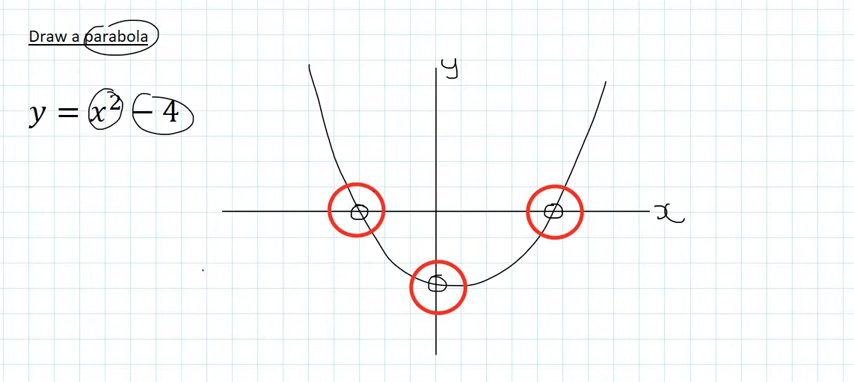 Draw a parabola
y = x² − 4
y
x